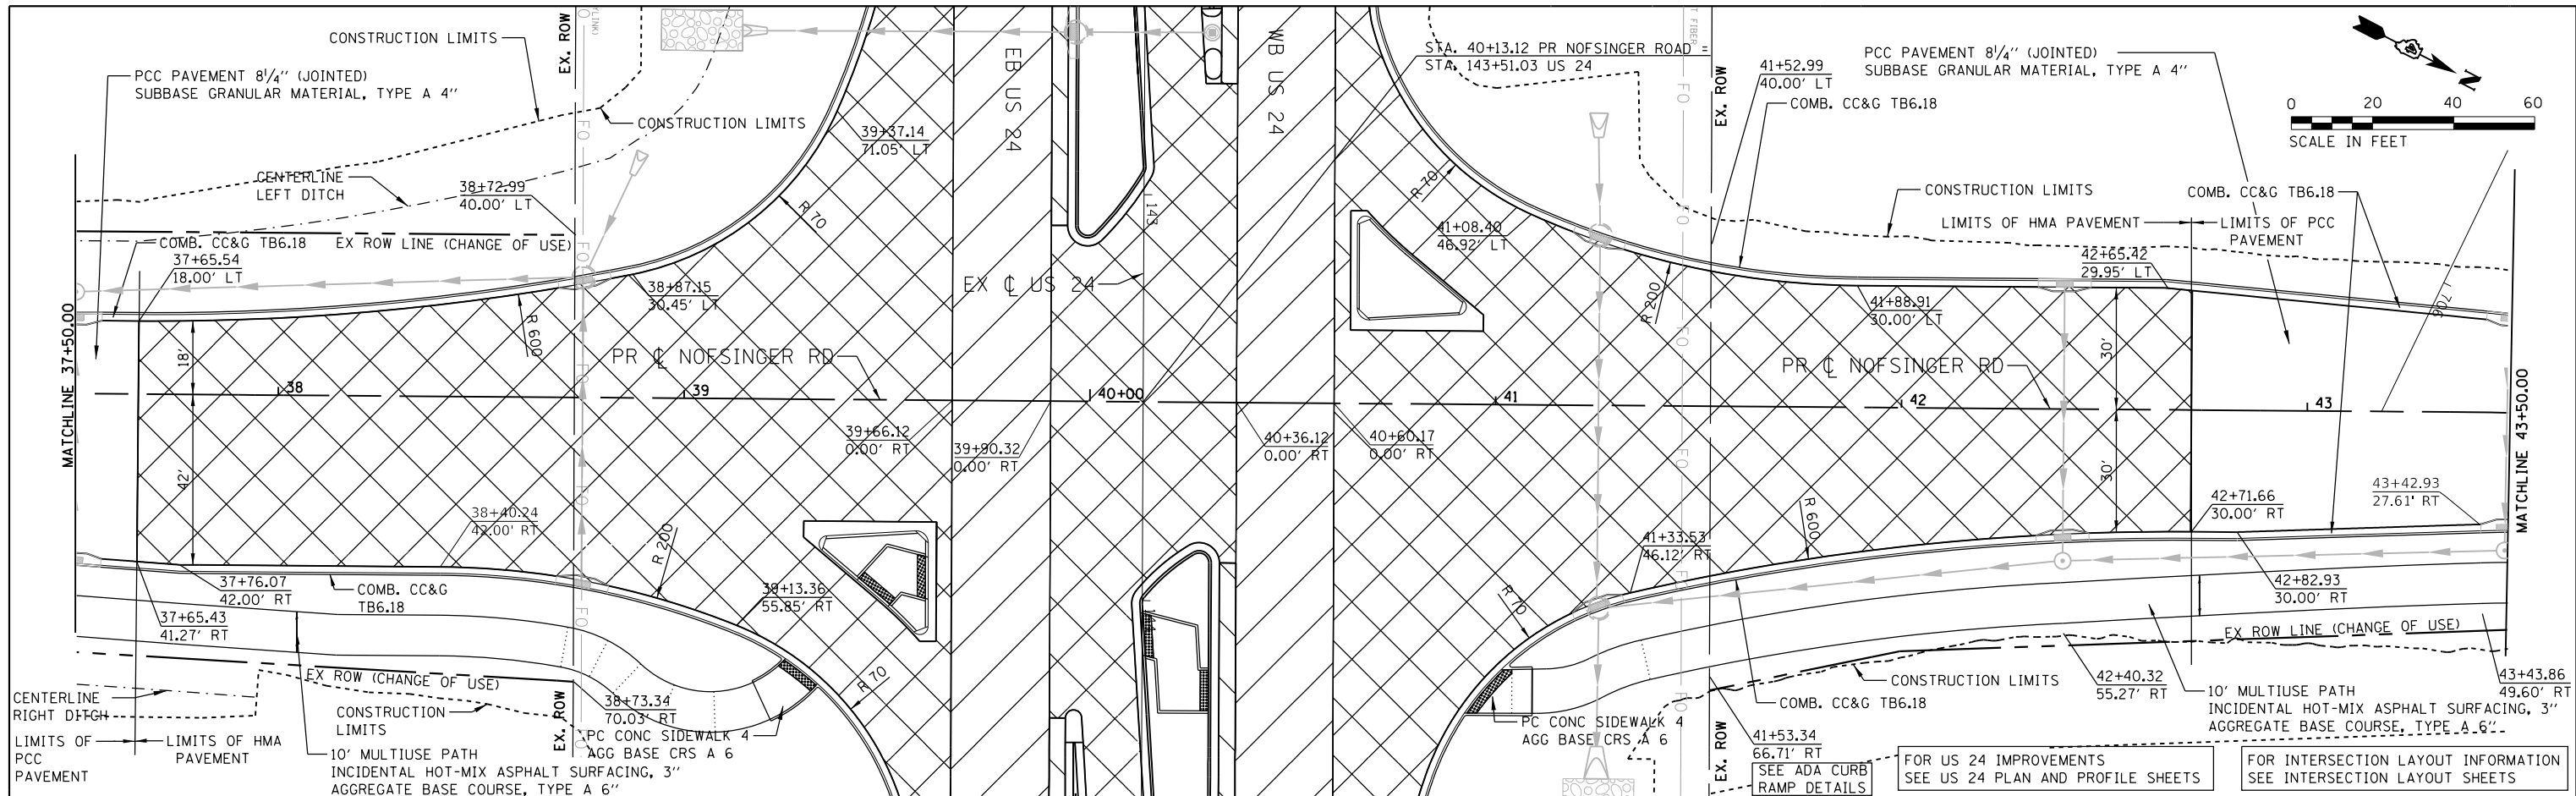 CONSTRUCTION LIMITS
PCC PAVEMENT 8¼" (JOINTED)
SUBBASE GRANULAR MATERIAL, TYPE A 4"
EX. ROW
CONSTRUCTION LIMITS
CENTERLINE
LEFT DITCH
38+72.99
40.00' LT
COMB. CC&G TB6.18
EX ROW LINE (CHANGE OF USE)
37+65.54
18.00' LT
MATCHLINE 37+50.00
18'
42'
R 600
38+87.15
30.45' LT
39+37.14
71.05' LT
R 70
FO
FO
FO
FO
EB US 24
WB US 24
143
EX ℄ US 24
PR ℄ NOFSINGER RD
38
39
40+00
41
42
43
39+66.12
0.00' RT
39+90.32
0.00' RT
40+36.12
0.00' RT
40+60.17
0.00' RT
STA. 40+13.12 PR NOFSINGER ROAD =
STA. 143+51.03 US 24
EX. ROW
41+52.99
40.00' LT
COMB. CC&G TB6.18
PCC PAVEMENT 8¼" (JOINTED)
SUBBASE GRANULAR MATERIAL, TYPE A 4"
N
0 20 40 60
SCALE IN FEET
R 70
41+08.40
46.92' LT
R 200
CONSTRUCTION LIMITS
COMB. CC&G TB6.18
LIMITS OF HMA PAVEMENT
LIMITS OF PCC
PAVEMENT
42+65.42
29.95' LT
41+88.91
30.00' LT
PR ℄ NOFSINGER RD
30'
30'
MATCHLINE 43+50.00
38+40.24
42.00' RT
R 200
37+76.07
42.00' RT
COMB. CC&G
TB6.18
37+65.43
41.27' RT
39+13.36
55.85' RT
R 70
EX ROW (CHANGE OF USE)
CENTERLINE
RIGHT DITCH
CONSTRUCTION
LIMITS
LIMITS OF
PCC
PAVEMENT
LIMITS OF HMA
PAVEMENT
10' MULTIUSE PATH
INCIDENTAL HOT-MIX ASPHALT SURFACING, 3"
AGGREGATE BASE COURSE, TYPE A 6"
EX. ROW
38+73.34
70.03' RT
PC CONC SIDEWALK 4
AGG BASE CRS A 6
144
R 70
41+33.53
46.12' RT
R 600
42+71.66
30.00' RT
43+42.93
27.61' RT
42+82.93
30.00' RT
EX ROW LINE (CHANGE OF USE)
CONSTRUCTION LIMITS
42+40.32
55.27' RT
43+43.86
49.60' RT
10' MULTIUSE PATH
INCIDENTAL HOT-MIX ASPHALT SURFACING, 3"
AGGREGATE BASE COURSE, TYPE A 6"
COMB. CC&G TB6.18
PC CONC SIDEWALK 4
AGG BASE CRS A 6
EX. ROW
41+53.34
66.71' RT
SEE ADA CURB
RAMP DETAILS
FOR US 24 IMPROVEMENTS
SEE US 24 PLAN AND PROFILE SHEETS
FOR INTERSECTION LAYOUT INFORMATION
SEE INTERSECTION LAYOUT SHEETS